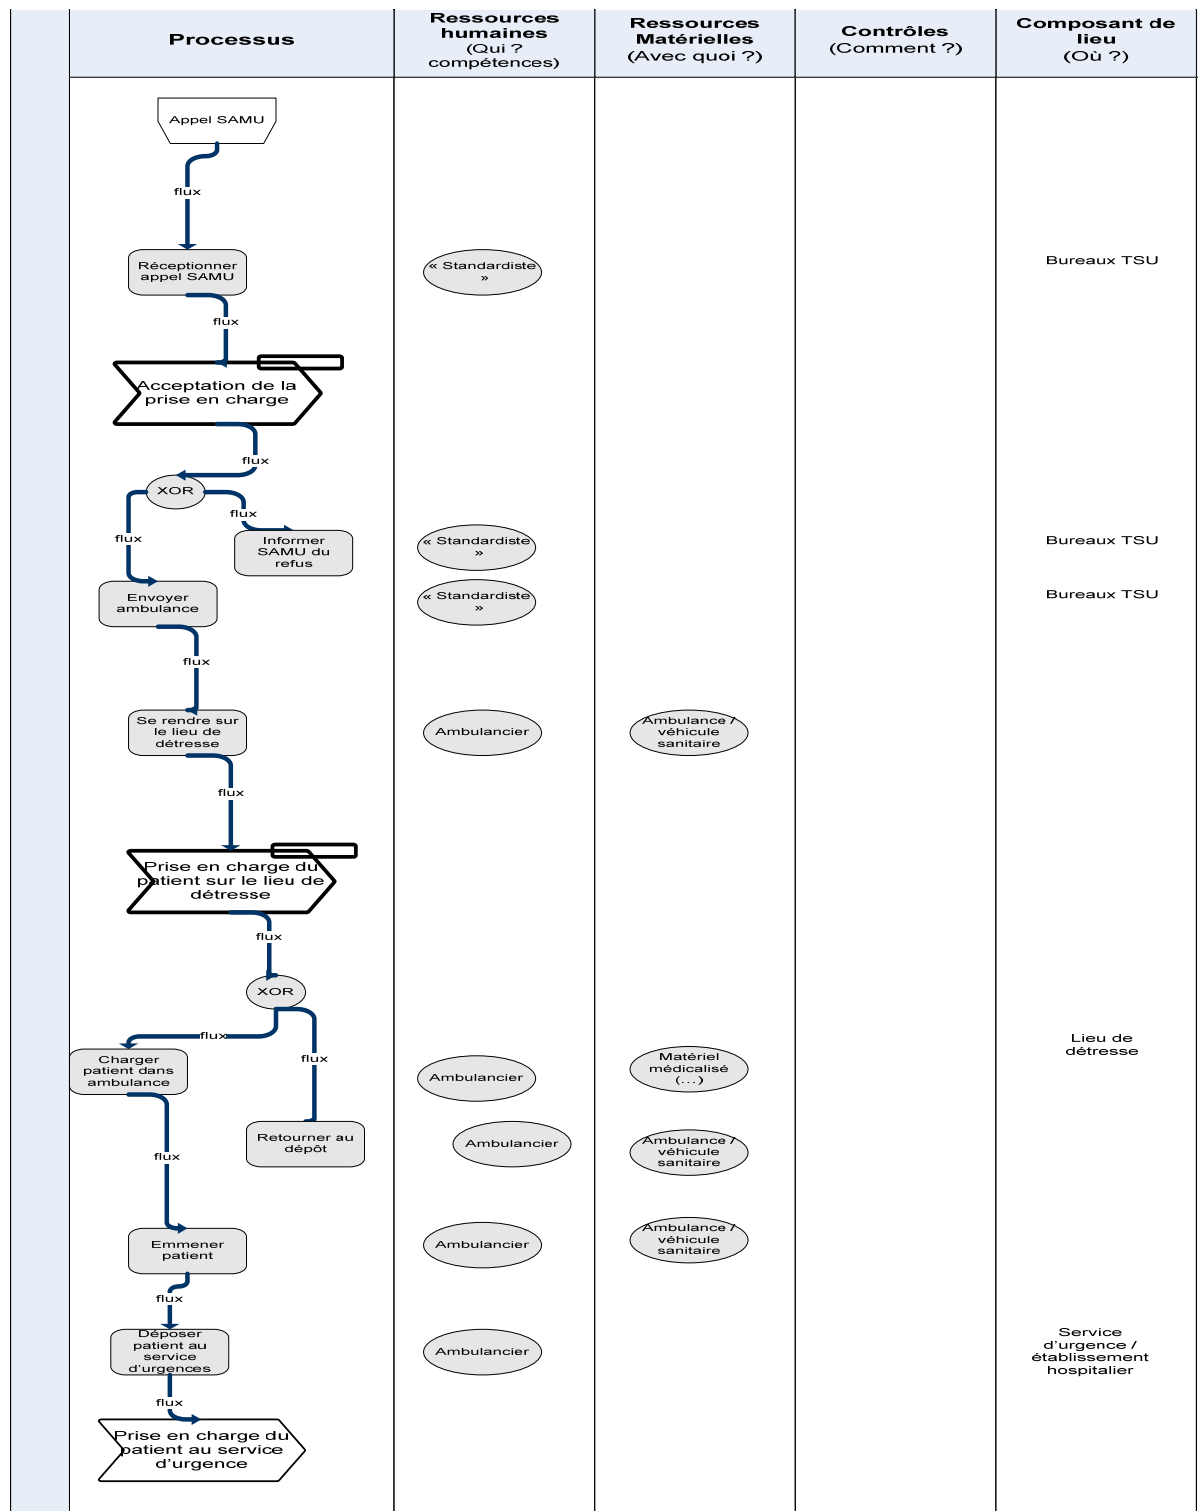 Processus
Ressources
humaines
(Qui ?
compétences)
Ressources
Matérielles
(Avec quoi ?)
Contrôles
(Comment ?)
Composant de
lieu
(Où ?)
Appel SAMU
flux
Réceptionner
appel SAMU
« Standardiste
»
Bureaux TSU
flux
Acceptation de la
prise en charge
flux
XOR
flux
flux
Informer
SAMU du
refus
« Standardiste
»
Bureaux TSU
Envoyer
ambulance
« Standardiste
»
Bureaux TSU
flux
Se rendre sur
le lieu de
détresse
Ambulancier
Ambulance /
véhicule
sanitaire
flux
Prise en charge du
patient sur le lieu de
détresse
flux
XOR
flux
flux
Charger
patient dans
ambulance
Ambulancier
Matériel
médicalisé
(...)
Lieu de
détresse
Retourner au
dépôt
Ambulancier
Ambulance /
véhicule
sanitaire
flux
Emmener
patient
Ambulancier
Ambulance /
véhicule
sanitaire
flux
Déposer
patient au
service
d'urgences
Ambulancier
Service
d'urgence /
établissement
hospitalier
flux
Prise en charge du
patient au service
d'urgence